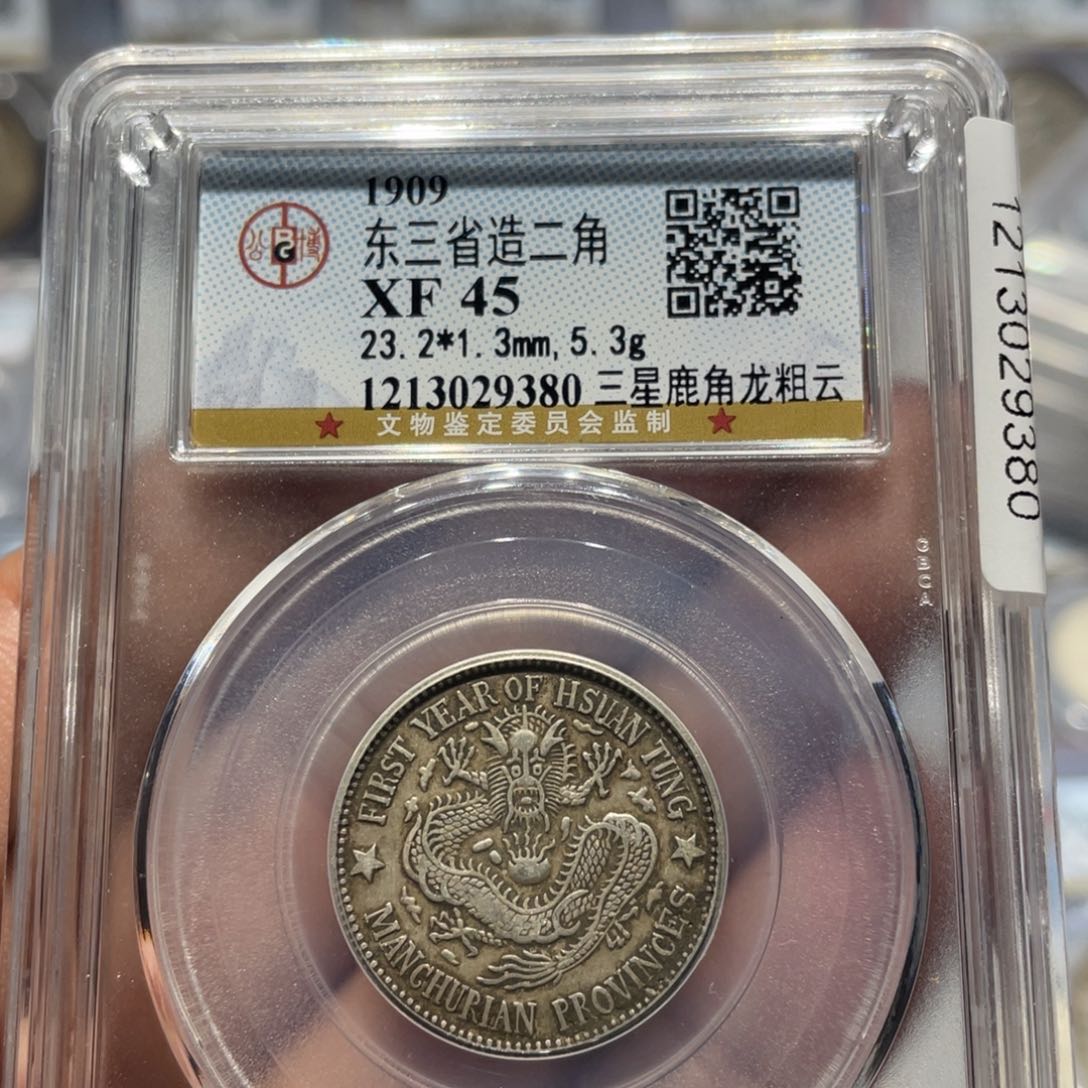 1909
东三省造二角
XF 45
23.2*1.3mm,5.3g
1213029380 三星鹿角龙粗云
★ 文物鉴定委员会监制 ★
公 博
1213029380
FIRST YEAR OF HSUAN TUNG
MANCHURIAN PROVINCES